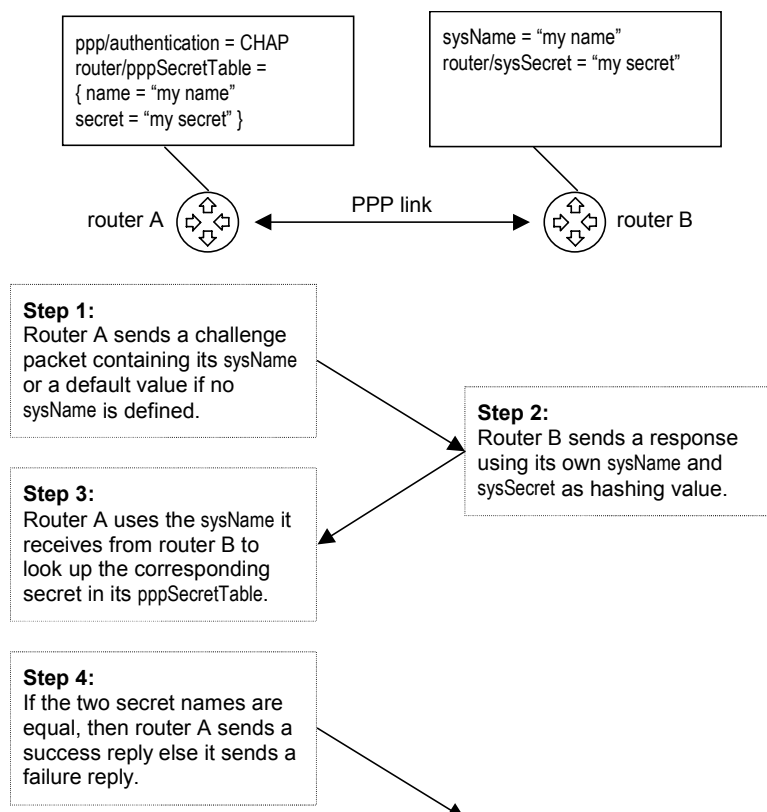 ppp/authentication = CHAP
router/pppSecretTable =
{ name = “my name”
secret = “my secret” }
sysName = “my name”
router/sysSecret = “my secret”
router A
PPP link
router B
Step 1:
Router A sends a challenge
packet containing its sysName
or a default value if no
sysName is defined.
Step 2:
Router B sends a response
using its own sysName and
sysSecret as hashing value.
Step 3:
Router A uses the sysName it
receives from router B to
look up the corresponding
secret in its pppSecretTable.
Step 4:
If the two secret names are
equal, then router A sends a
success reply else it sends a
failure reply.